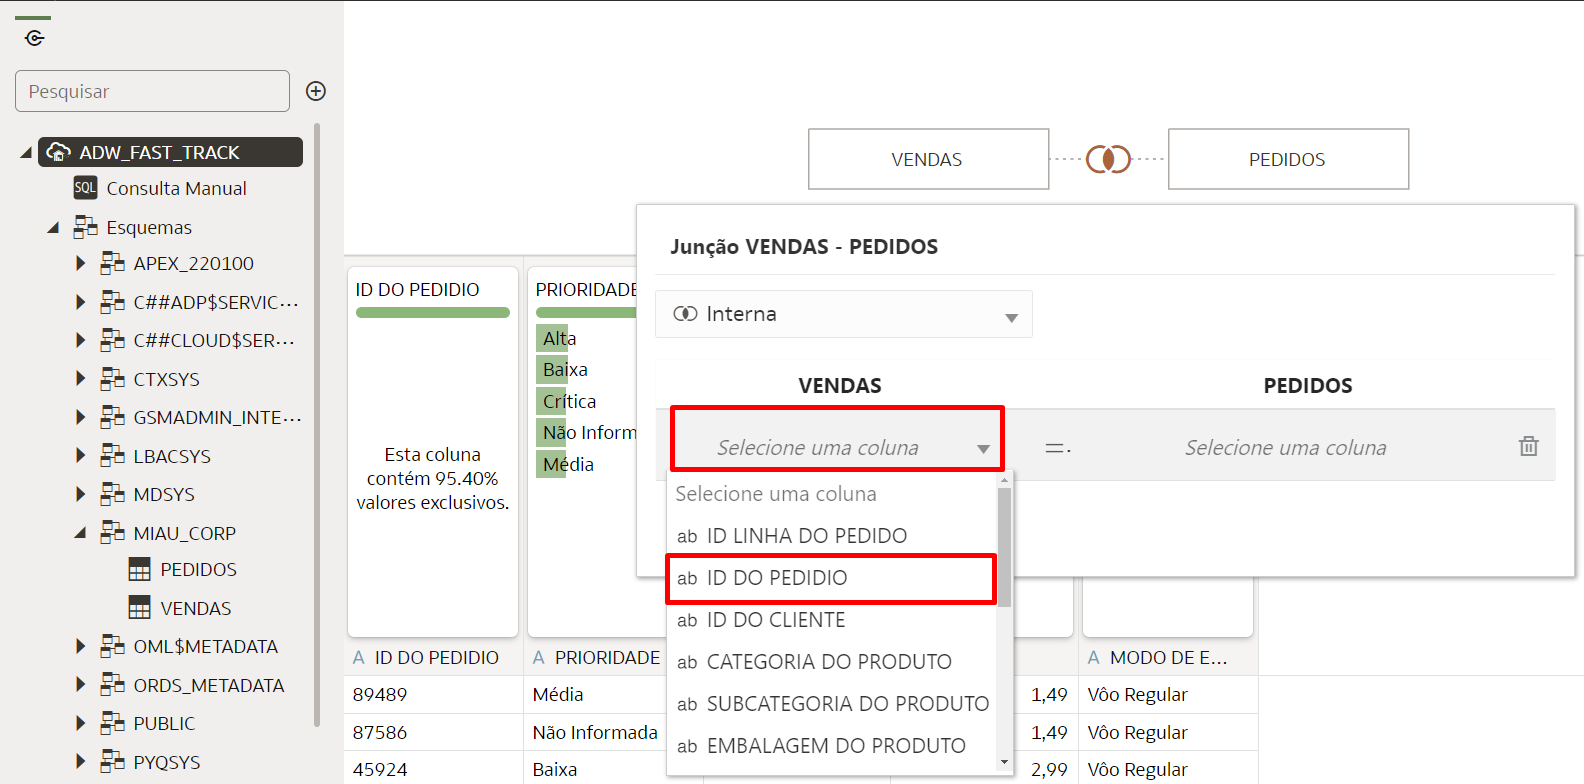 Pesquisar
ADW_FAST_TRACK
SQL Consulta Manual
Esquemas
APEX_220100
C##ADP$SERVIC...
C##CLOUD$SER...
CTXSYS
GSMADMIN_INTE...
LBACSYS
MDSYS
MIAU_CORP
PEDIDOS
VENDAS
OML$METADATA
ORDS_METADATA
PUBLIC
PYQSYS
VENDAS
PEDIDOS
Junção VENDAS - PEDIDOS
Interna
VENDAS
PEDIDOS
Selecione uma coluna
=.
Selecione uma coluna
Selecione uma coluna
ab ID LINHA DO PEDIDO
ab ID DO PEDIDIO
ab ID DO CLIENTE
ab CATEGORIA DO PRODUTO
ab SUBCATEGORIA DO PRODUTO
ab EMBALAGEM DO PRODUTO
ID DO PEDIDIO
Esta coluna
contém 95.40%
valores exclusivos.
PRIORIDADE
Alta
Baixa
Crítica
Não Inform
Média
A ID DO PEDIDIO
A PRIORIDADE
A MODO DE E...
89489
Média
1,49
Vôo Regular
87586
Não Informada
1,49
Vôo Regular
45924
Baixa
2,99
Vôo Regular